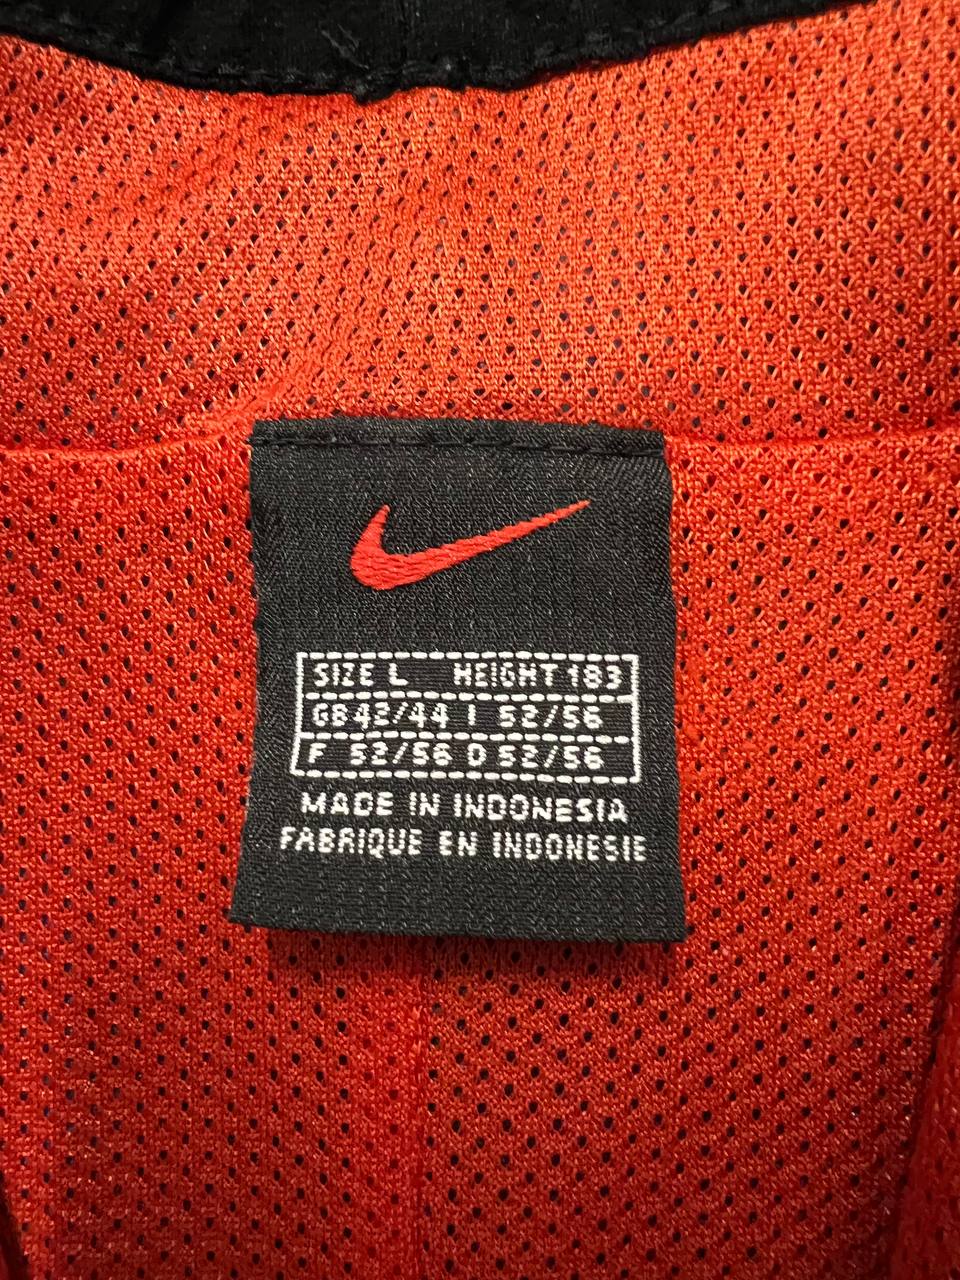 SIZE L HEIGHT 183
GB 42/44 I 52/56
F 52/56 D 52/56
MADE IN INDONESIA
FABRIQUE EN INDONESIE